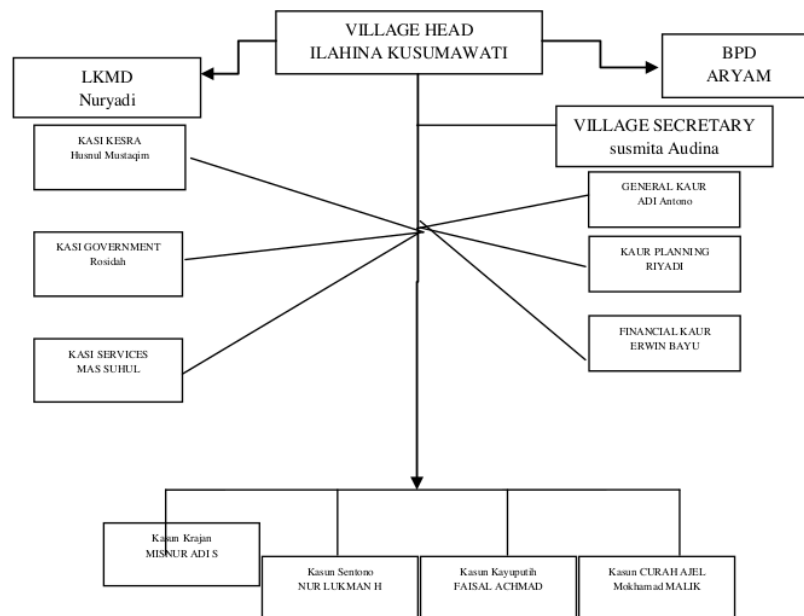 VILLAGE HEAD
ILAHINA KUSUMAWATI
LKMD
Nuryadi
BPD
ARYAM
VILLAGE SECRETARY
susmita Audina
KASI KESRA
Husnul Mustaqim
GENERAL KAUR
ADI Antono
KASI GOVERNMENT
Rosidah
KAUR PLANNING
RIYADI
KASI SERVICES
MAS SUHUL
FINANCIAL KAUR
ERWIN BAYU
Kasun Krajan
MISNUR ADI S
Kasun Sentono
NUR LUKMAN H
Kasun Kayuputih
FAISAL ACHMAD
Kasun CURAH AJEL
Mokhamad MALIK